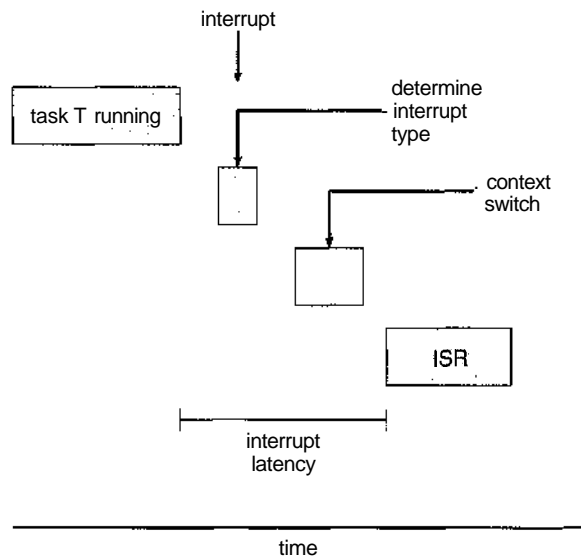 interrupt
task T running
determine
interrupt
type
context
switch
ISR
interrupt
latency
time